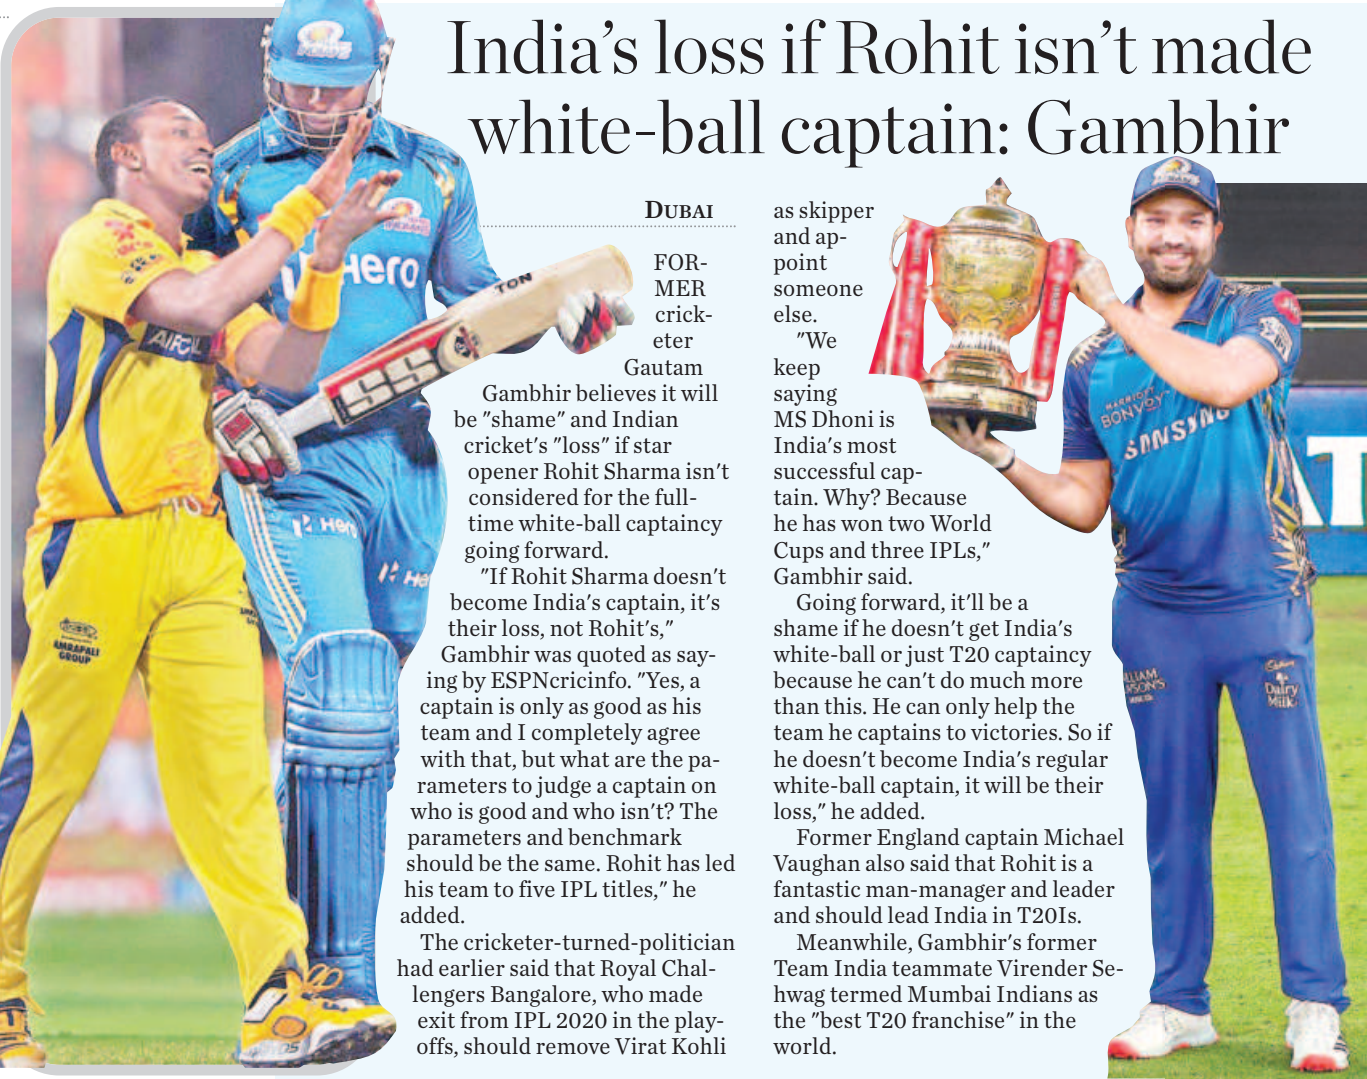 India's loss if Rohit isn't made
white-ball captain: Gambhir
DUBAI
FOR-
MER
crick-
eter
Gautam
Gambhir believes it will
be "shame" and Indian
cricket's "loss" if star
opener Rohit Sharma isn't
considered for the full-
time white-ball captaincy
going forward.
"If Rohit Sharma doesn't
become India's captain, it's
their loss, not Rohit's,"
Gambhir was quoted as say-
ing by ESPNcricinfo. "Yes, a
captain is only as good as his
team and I completely agree
with that, but what are the pa-
rameters to judge a captain on
who is good and who isn't? The
parameters and benchmark
should be the same. Rohit has led
his team to five IPL titles," he
added.
The cricketer-turned-politician
had earlier said that Royal Chal-
lengers Bangalore, who made
exit from IPL 2020 in the play-
offs, should remove Virat Kohli
as skipper
and ap-
point
someone
else.
"We
keep
saying
MS Dhoni is
India's most
successful cap-
tain. Why? Because
he has won two World
Cups and three IPLs,"
Gambhir said.
Going forward, it'll be a
shame if he doesn't get India's
white-ball or just T20 captaincy
because he can't do much more
than this. He can only help the
team he captains to victories. So if
he doesn't become India's regular
white-ball captain, it will be their
loss," he added.
Former England captain Michael
Vaughan also said that Rohit is a
fantastic man-manager and leader
and should lead India in T20Is.
Meanwhile, Gambhir's former
Team India teammate Virender Se-
hwag termed Mumbai Indians as
the "best T20 franchise" in the
world.
Hero
TON
SS
Hero
He
AMRAPALI
GROUP
MARRIOTT
BONVOY
SAMSUNG
Cadbury
Dairy
Milk